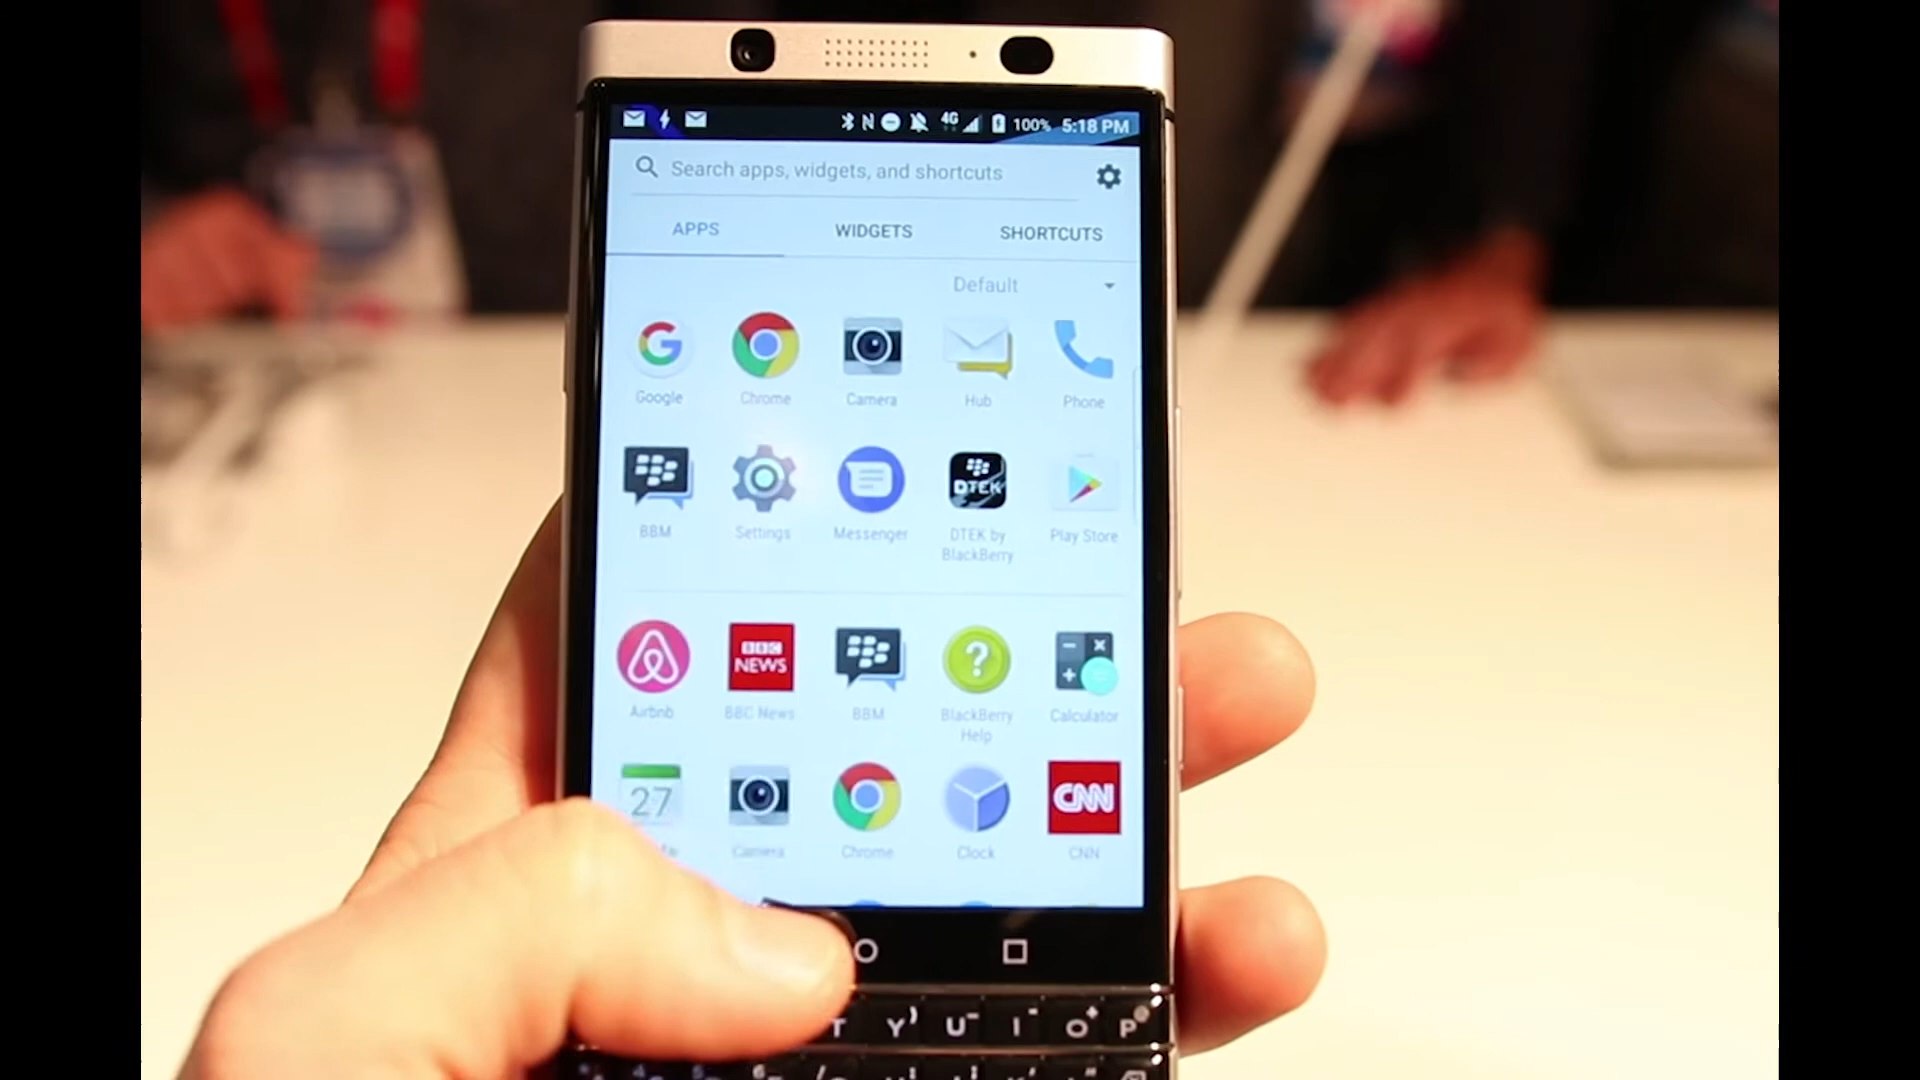 4G 100% 5:18 PM
Search apps, widgets, and shortcuts
APPS WIDGETS SHORTCUTS
Default
Google Chrome Camera Hub Phone
DTEK
BBM Settings Messenger DTEK by BlackBerry Play Store
BBC NEWS
Airbnb BBC News BBM BlackBerry Help Calculator
27 CNN
Camera Chrome Clock CNN
T Y ) U _ I - O + P @